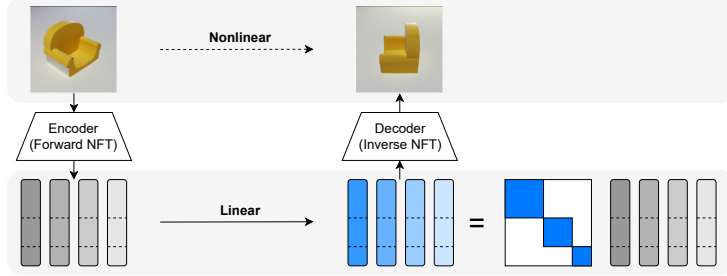 Nonlinear
Encoder
(Forward NFT)
Decoder
(Inverse NFT)
Linear
=